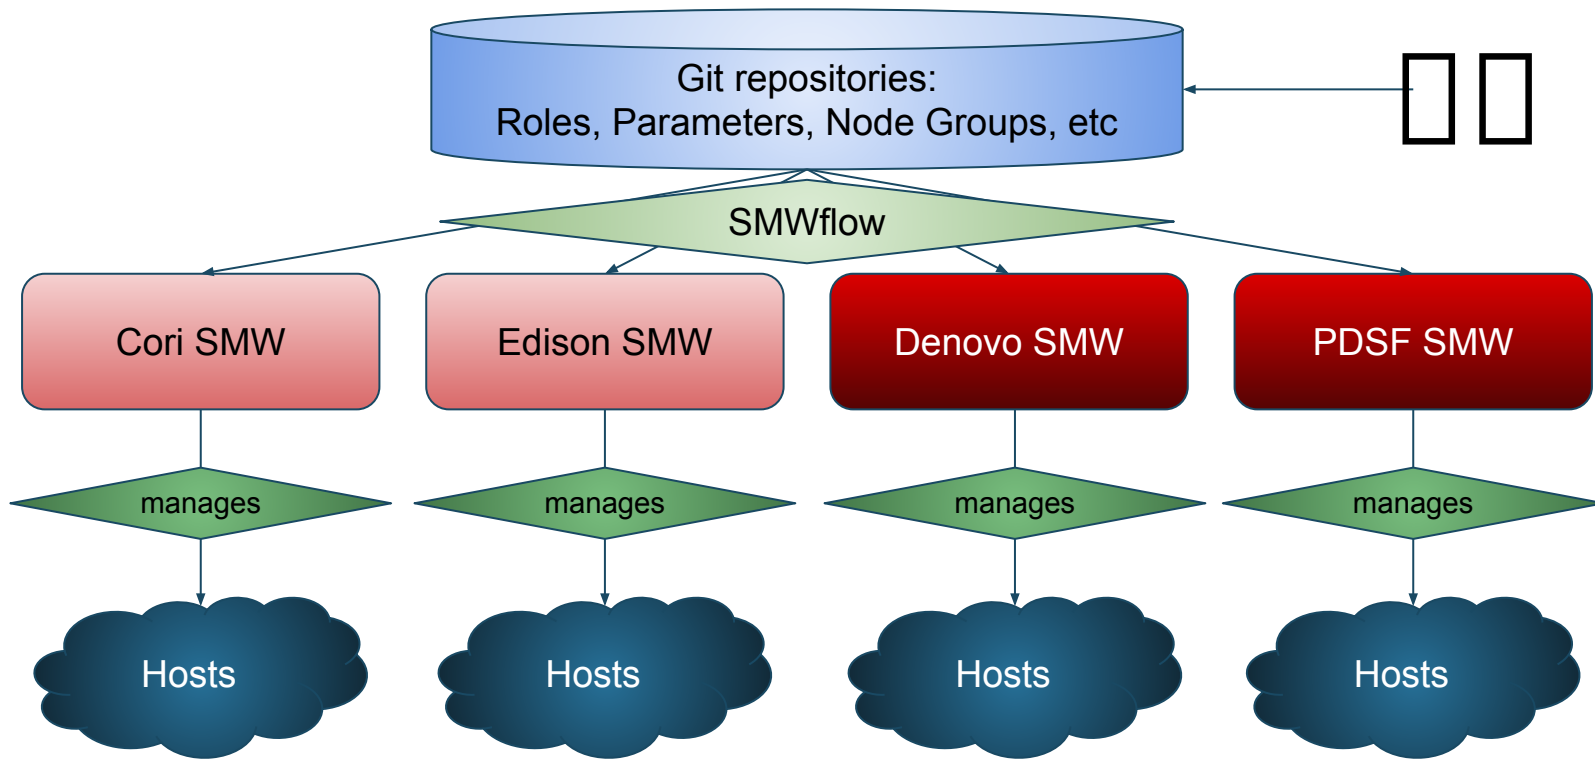 Git repositories:
Roles, Parameters, Node Groups, etc
SMWflow
Cori SMW
Edison SMW
Denovo SMW
PDSF SMW
manages
manages
manages
manages
Hosts
Hosts
Hosts
Hosts